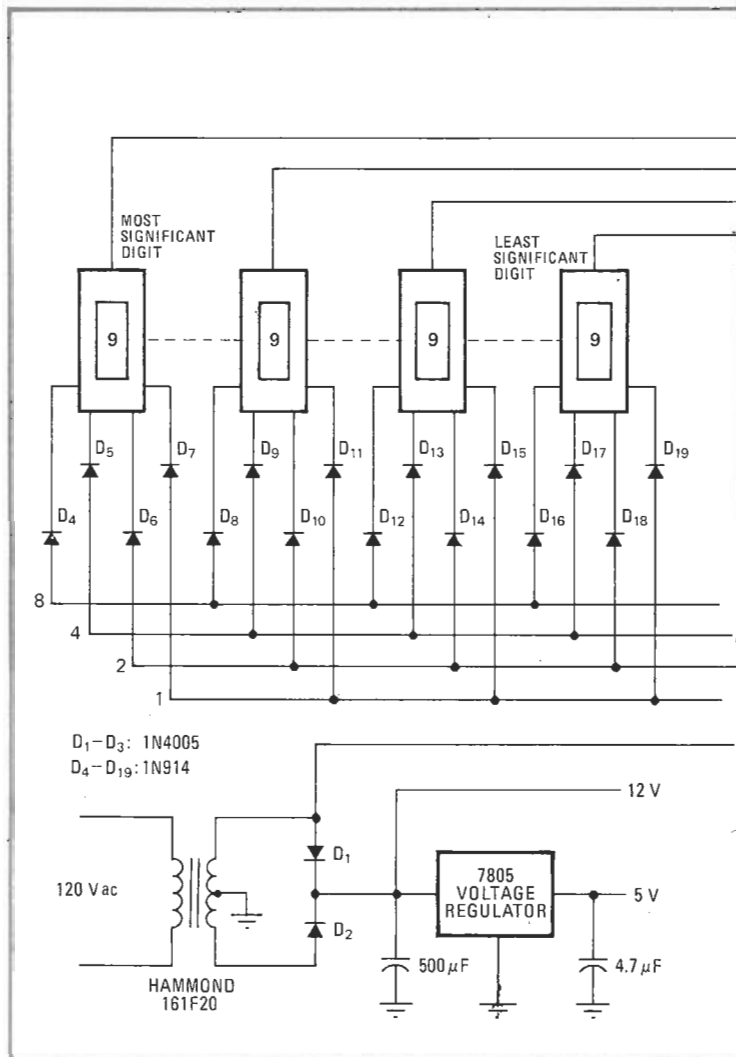 MOST
SIGNIFICANT
DIGIT
LEAST
SIGNIFICANT
DIGIT
9
9
9
9
D5
D7
D9
D11
D13
D15
D17
D19
D4
D6
D8
D10
D12
D14
D16
D18
8
4
2
1
D1–D3: 1N4005
D4–D19: 1N914
12 V
D1
7805
VOLTAGE
REGULATOR
120 Vac
5 V
D2
500 μF
4.7 μF
HAMMOND
161F20